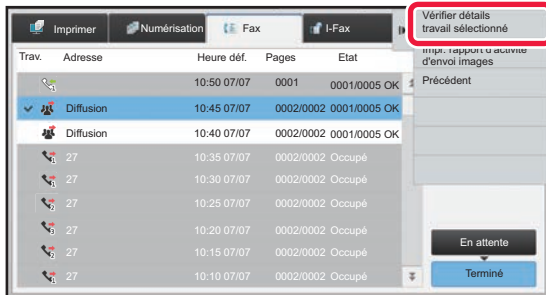 Imprimer Numérisation Fax I-Fax
Vérifier détails
travail sélectionné
Impr. rapport d'activité
d'envoi images
Précédent
Trav. Adresse Heure déf. Pages Etat
10:50 07/07 0001 0001/0005 OK 1
Diffusion 10:45 07/07 0002/0002 0001/0005 OK
Diffusion 10:40 07/07 0002/0002 0001/0005 OK
27 10:35 07/07 0002/0002 Occupé
27 10:30 07/07 0002/0002 Occupé
27 10:25 07/07 0002/0002 Occupé
27 10:20 07/07 0002/0002 Occupé
27 10:15 07/07 0002/0002 Occupé
27 10:10 07/07 0002/0002 Occupé
En attente
Terminé